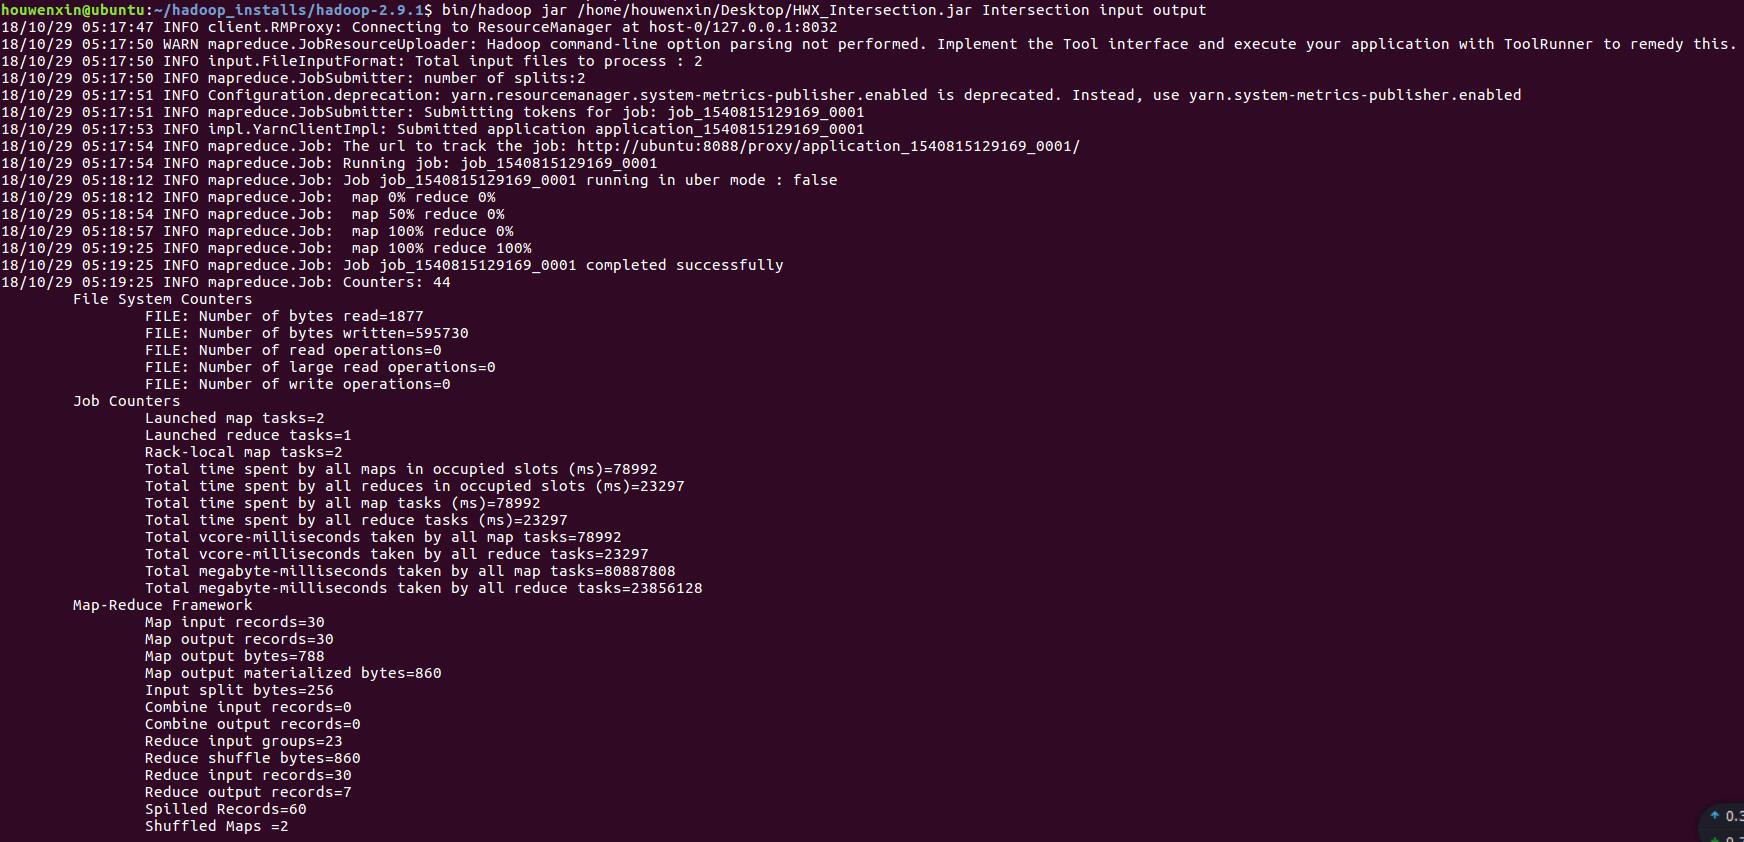 houwenxin@ubuntu:~/hadoop_installs/hadoop-2.9.1$ bin/hadoop jar /home/houwenxin/Desktop/HWX_Intersection.jar Intersection input output
18/10/29 05:17:47 INFO client.RMProxy: Connecting to ResourceManager at host-0/127.0.0.1:8032
18/10/29 05:17:50 WARN mapreduce.JobResourceUploader: Hadoop command-line option parsing not performed. Implement the Tool interface and execute your application with ToolRunner to remedy this.
18/10/29 05:17:50 INFO input.FileInputFormat: Total input files to process : 2
18/10/29 05:17:50 INFO mapreduce.JobSubmitter: number of splits:2
18/10/29 05:17:51 INFO Configuration.deprecation: yarn.resourcemanager.system-metrics-publisher.enabled is deprecated. Instead, use yarn.system-metrics-publisher.enabled
18/10/29 05:17:51 INFO mapreduce.JobSubmitter: Submitting tokens for job: job_1540815129169_0001
18/10/29 05:17:53 INFO impl.YarnClientImpl: Submitted application application_1540815129169_0001
18/10/29 05:17:54 INFO mapreduce.Job: The url to track the job: http://ubuntu:8088/proxy/application_1540815129169_0001/
18/10/29 05:17:54 INFO mapreduce.Job: Running job: job_1540815129169_0001
18/10/29 05:18:12 INFO mapreduce.Job: Job job_1540815129169_0001 running in uber mode : false
18/10/29 05:18:12 INFO mapreduce.Job:  map 0% reduce 0%
18/10/29 05:18:54 INFO mapreduce.Job:  map 50% reduce 0%
18/10/29 05:18:57 INFO mapreduce.Job:  map 100% reduce 0%
18/10/29 05:19:25 INFO mapreduce.Job:  map 100% reduce 100%
18/10/29 05:19:25 INFO mapreduce.Job: Job job_1540815129169_0001 completed successfully
18/10/29 05:19:25 INFO mapreduce.Job: Counters: 44
File System Counters
FILE: Number of bytes read=1877
FILE: Number of bytes written=595730
FILE: Number of read operations=0
FILE: Number of large read operations=0
FILE: Number of write operations=0
Job Counters
Launched map tasks=2
Launched reduce tasks=1
Rack-local map tasks=2
Total time spent by all maps in occupied slots (ms)=78992
Total time spent by all reduces in occupied slots (ms)=23297
Total time spent by all map tasks (ms)=78992
Total time spent by all reduce tasks (ms)=23297
Total vcore-milliseconds taken by all map tasks=78992
Total vcore-milliseconds taken by all reduce tasks=23297
Total megabyte-milliseconds taken by all map tasks=80887808
Total megabyte-milliseconds taken by all reduce tasks=23856128
Map-Reduce Framework
Map input records=30
Map output records=30
Map output bytes=788
Map output materialized bytes=860
Input split bytes=256
Combine input records=0
Combine output records=0
Reduce input groups=23
Reduce shuffle bytes=860
Reduce input records=30
Reduce output records=7
Spilled Records=60
Shuffled Maps =2